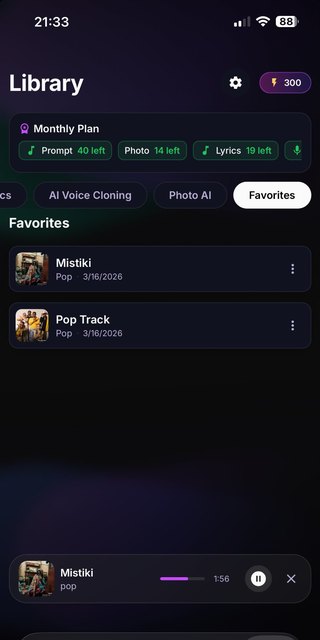 21:33
88
Library
300
Monthly Plan
Prompt 40 left
Photo 14 left
Lyrics 19 left
cs
AI Voice Cloning
Photo AI
Favorites
Favorites
Mistiki
Pop · 3/16/2026
Pop Track
Pop · 3/16/2026
Mistiki
pop
1:56